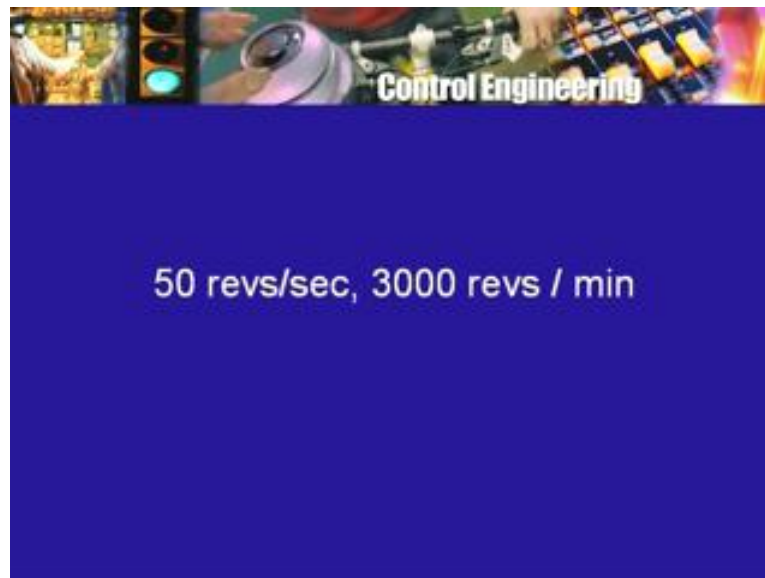 Control Engineering
50 revs/sec, 3000 revs / min